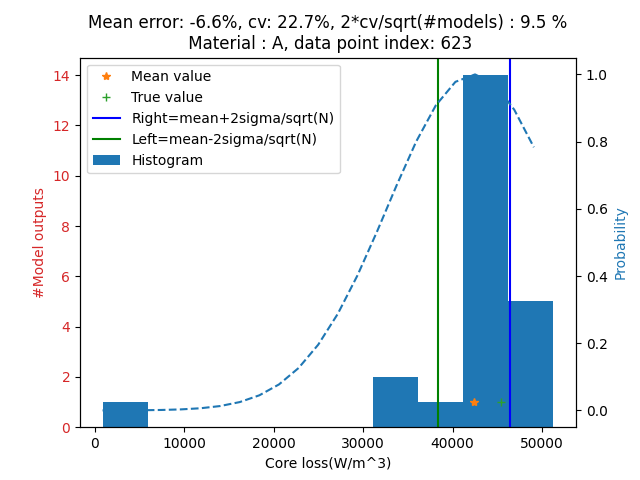 Mean error: -6.6%, cv: 22.7%, 2*cv/sqrt(#models) : 9.5 %
Material : A, data point index: 623
Mean value
True value
Right=mean+2sigma/sqrt(N)
Left=mean-2sigma/sqrt(N)
Histogram
#Model outputs
14
12
10
8
6
4
2
0
1.0
0.8
0.6
0.4
0.2
0.0
Probability
0 10000 20000 30000 40000 50000
Core loss(W/m^3)